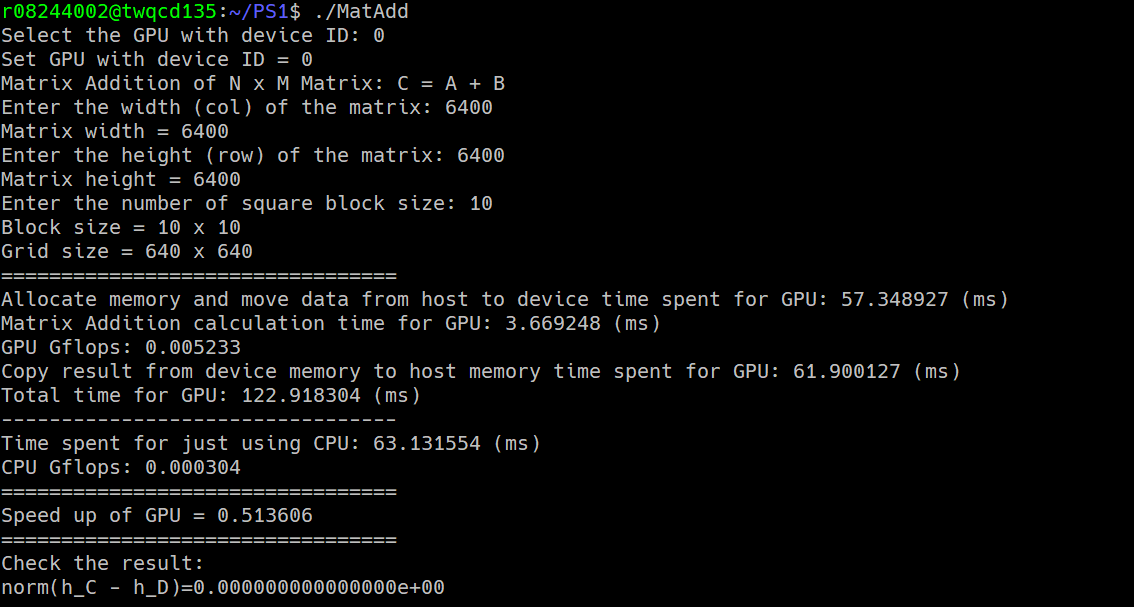 r08244002@twqcd135:~/PS1$ ./MatAdd
Select the GPU with device ID: 0
Set GPU with device ID = 0
Matrix Addition of N x M Matrix: C = A + B
Enter the width (col) of the matrix: 6400
Matrix width = 6400
Enter the height (row) of the matrix: 6400
Matrix height = 6400
Enter the number of square block size: 10
Block size = 10 x 10
Grid size = 640 x 640
=================================
Allocate memory and move data from host to device time spent for GPU: 57.348927 (ms)
Matrix Addition calculation time for GPU: 3.669248 (ms)
GPU Gflops: 0.005233
Copy result from device memory to host memory time spent for GPU: 61.900127 (ms)
Total time for GPU: 122.918304 (ms)
---------------------------------
Time spent for just using CPU: 63.131554 (ms)
CPU Gflops: 0.000304
=================================
Speed up of GPU = 0.513606
=================================
Check the result:
norm(h_C - h_D)=0.000000000000000e+00